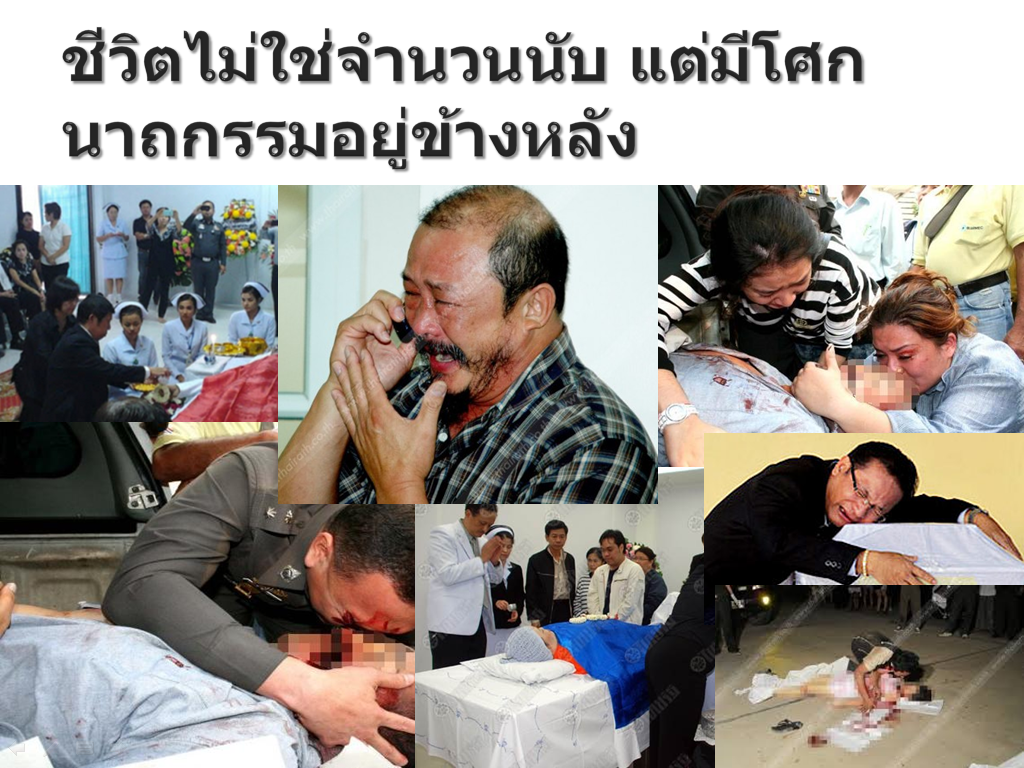 ชีวิตไม่ใช่จำนวนนับ แต่มีโศก
นาถกรรมอยู่ข้างหลัง